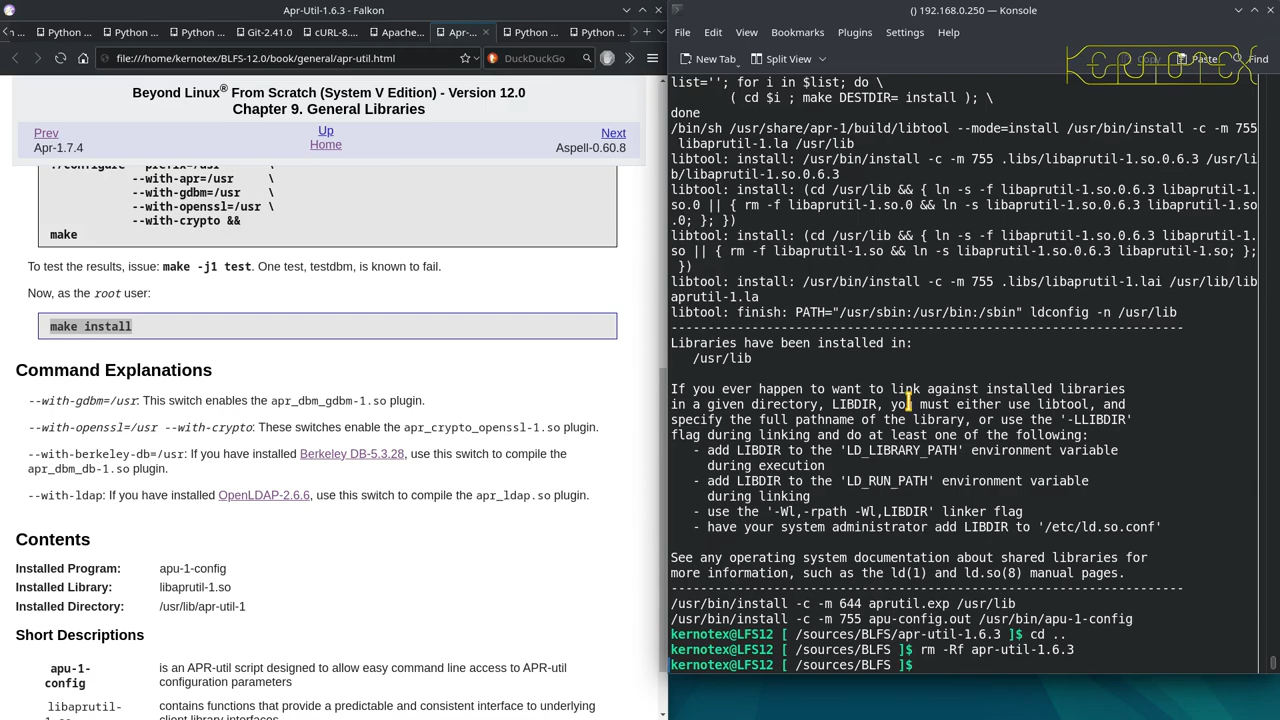 Apr-Util-1.6.3 - Falkon
Python ... Python ... Python ... Git-2.41.0 cURL-8.... Apache... Apr-... Python ... Python ...
file:///home/kernotex/BLFS-12.0/book/general/apr-util.html
DuckDuckGo
Beyond Linux® From Scratch (System V Edition) - Version 12.0
Chapter 9. General Libraries
Prev Up Next
Apr-1.7.4 Home Aspell-0.60.8
./configure --prefix=/usr \
--with-apr=/usr \
--with-gdbm=/usr \
--with-openssl=/usr \
--with-crypto &&
make
To test the results, issue: make -j1 test. One test, testdbm, is known to fail.
Now, as the root user:
make install
Command Explanations
--with-gdbm=/usr: This switch enables the apr_dbm_gdbm-1.so plugin.
--with-openssl=/usr --with-crypto: These switches enable the apr_crypto_openssl-1.so plugin.
--with-berkeley-db=/usr: If you have installed Berkeley DB-5.3.28, use this switch to compile the
apr_dbm_db-1.so plugin.
--with-ldap: If you have installed OpenLDAP-2.6.6, use this switch to compile the apr_ldap.so plugin.
Contents
Installed Program: apu-1-config
Installed Library: libaprutil-1.so
Installed Directory: /usr/lib/apr-util-1
Short Descriptions
apu-1-
config
is an APR-util script designed to allow easy command line access to APR-util
configuration parameters
libaprutil-
1.so
contains functions that provide a predictable and consistent interface to underlying
client library interfaces
() 192.168.0.250 — Konsole
File Edit View Bookmarks Plugins Settings Help
New Tab Split View Copy Paste Find
KernoteX
list=''; for i in $list; do \
( cd $i ; make DESTDIR= install ); \
done
/bin/sh /usr/share/apr-1/build/libtool --mode=install /usr/bin/install -c -m 755
libaprutil-1.la /usr/lib
libtool: install: /usr/bin/install -c -m 755 .libs/libaprutil-1.so.0.6.3 /usr/li
b/libaprutil-1.so.0.6.3
libtool: install: (cd /usr/lib && { ln -s -f libaprutil-1.so.0.6.3 libaprutil-1.
so.0 || { rm -f libaprutil-1.so.0 && ln -s libaprutil-1.so.0.6.3 libaprutil-1.so
.0; }; })
libtool: install: (cd /usr/lib && { ln -s -f libaprutil-1.so.0.6.3 libaprutil-1.
so || { rm -f libaprutil-1.so && ln -s libaprutil-1.so.0.6.3 libaprutil-1.so; };
})
libtool: install: /usr/bin/install -c -m 755 .libs/libaprutil-1.lai /usr/lib/lib
aprutil-1.la
libtool: finish: PATH="/usr/sbin:/usr/bin:/sbin" ldconfig -n /usr/lib
----------------------------------------------------------------------
Libraries have been installed in:
/usr/lib
If you ever happen to want to link against installed libraries
in a given directory, LIBDIR, you must either use libtool, and
specify the full pathname of the library, or use the '-LLIBDIR'
flag during linking and do at least one of the following:
- add LIBDIR to the 'LD_LIBRARY_PATH' environment variable
during execution
- add LIBDIR to the 'LD_RUN_PATH' environment variable
during linking
- use the '-Wl,-rpath -Wl,LIBDIR' linker flag
- have your system administrator add LIBDIR to '/etc/ld.so.conf'
See any operating system documentation about shared libraries for
more information, such as the ld(1) and ld.so(8) manual pages.
----------------------------------------------------------------------
/usr/bin/install -c -m 644 aprutil.exp /usr/lib
/usr/bin/install -c -m 755 apu-config.out /usr/bin/apu-1-config
kernotex@LFS12 [ /sources/BLFS/apr-util-1.6.3 ]$ cd ..
kernotex@LFS12 [ /sources/BLFS ]$ rm -Rf apr-util-1.6.3
kernotex@LFS12 [ /sources/BLFS ]$